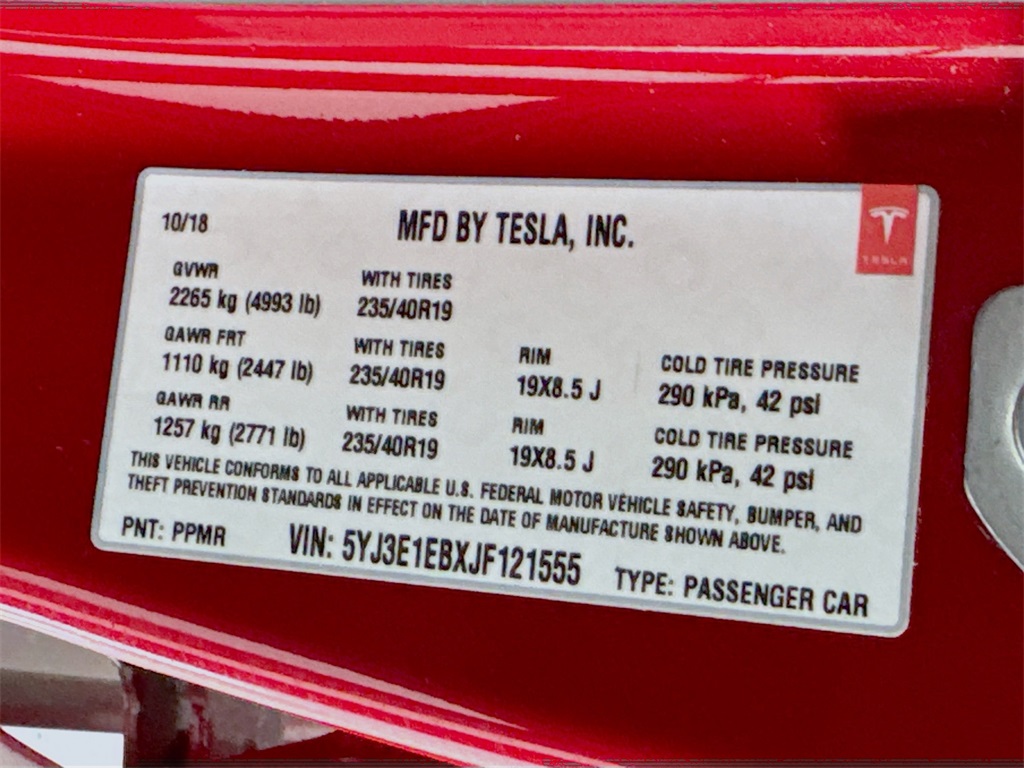 10/18
MFD BY TESLA, INC.
TESLA
GVWR
2265 kg (4993 lb)
WITH TIRES
235/40R19
GAWR FRT
1110 kg (2447 lb)
WITH TIRES
235/40R19
RIM
19X8.5 J
COLD TIRE PRESSURE
290 kPa, 42 psi
GAWR RR
1257 kg (2771 lb)
WITH TIRES
235/40R19
RIM
19X8.5 J
COLD TIRE PRESSURE
290 kPa, 42 psi
THIS VEHICLE CONFORMS TO ALL APPLICABLE U.S. FEDERAL MOTOR VEHICLE SAFETY, BUMPER, AND
THEFT PREVENTION STANDARDS IN EFFECT ON THE DATE OF MANUFACTURE SHOWN ABOVE.
PNT: PPMR
VIN: 5YJ3E1EBXJF121555
TYPE: PASSENGER CAR